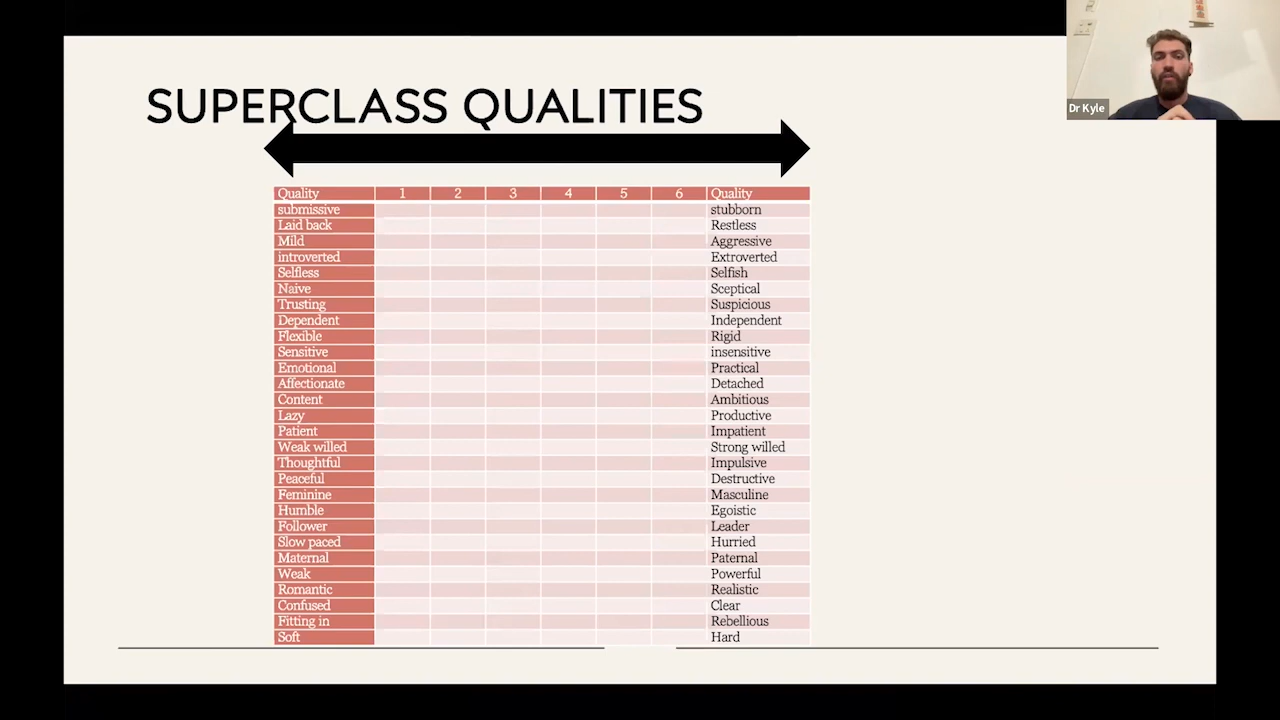 SUPERCLASS QUALITIES
Dr Kyle
Quality 1 2 3 4 5 6 Quality
submissive stubborn
Laid back Restless
Mild Aggressive
introverted Extroverted
Selfless Selfish
Naive Sceptical
Trusting Suspicious
Dependent Independent
Flexible Rigid
Sensitive insensitive
Emotional Practical
Affectionate Detached
Content Ambitious
Lazy Productive
Patient Impatient
Weak willed Strong willed
Thoughtful Impulsive
Peaceful Destructive
Feminine Masculine
Humble Egoistic
Follower Leader
Slow paced Hurried
Maternal Paternal
Weak Powerful
Romantic Realistic
Confused Clear
Fitting in Rebellious
Soft Hard